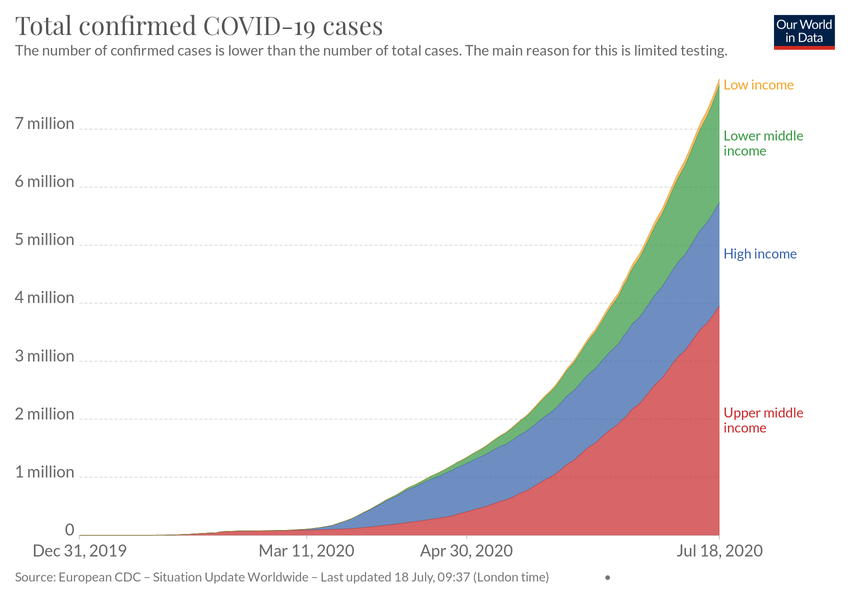 Total confirmed COVID-19 cases
Our World
in Data
The number of confirmed cases is lower than the number of total cases. The main reason for this is limited testing.
Low income
7 million
Lower middle
income
6 million
5 million
High income
4 million
3 million
2 million
Upper middle
income
1 million
0
Dec 31, 2019
Mar 11, 2020
Apr 30, 2020
Jul 18, 2020
Source: European CDC – Situation Update Worldwide – Last updated 18 July, 09:37 (London time)